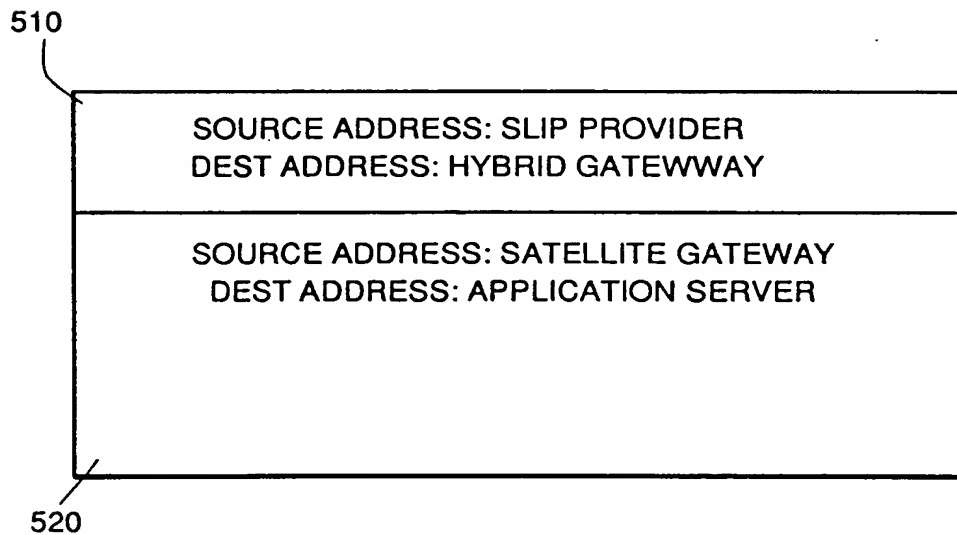 510
SOURCE ADDRESS: SLIP PROVIDER
DEST ADDRESS: HYBRID GATEWWAY
SOURCE ADDRESS: SATELLITE GATEWAY
DEST ADDRESS: APPLICATION SERVER
520